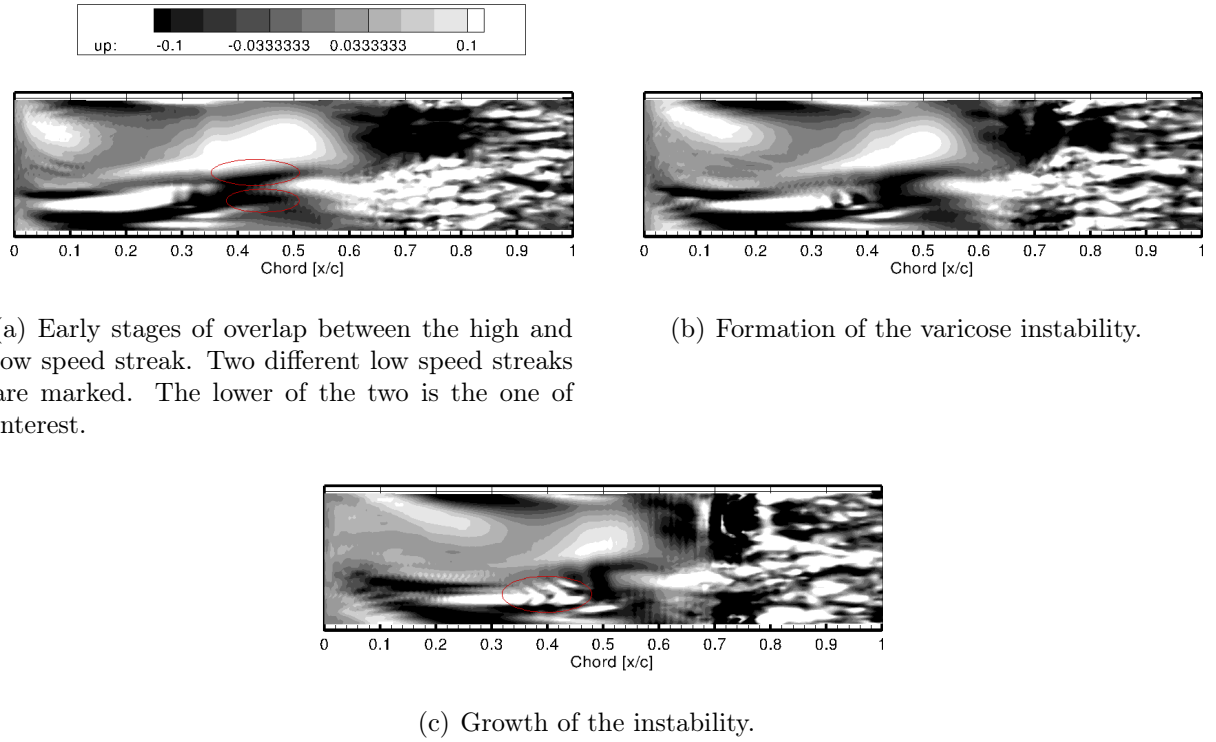 up: -0.1 -0.0333333 0.0333333 0.1
0 0.1 0.2 0.3 0.4 0.5 0.6 0.7 0.8 0.9 1
Chord [x/c]
0 0.1 0.2 0.3 0.4 0.5 0.6 0.7 0.8 0.9 1
Chord [x/c]
a) Early stages of overlap between the high and
ow speed streak. Two different low speed streaks
are marked. The lower of the two is the one of
nterest.
(b) Formation of the varicose instability.
0 0.1 0.2 0.3 0.4 0.5 0.6 0.7 0.8 0.9 1
Chord [x/c]
(c) Growth of the instability.